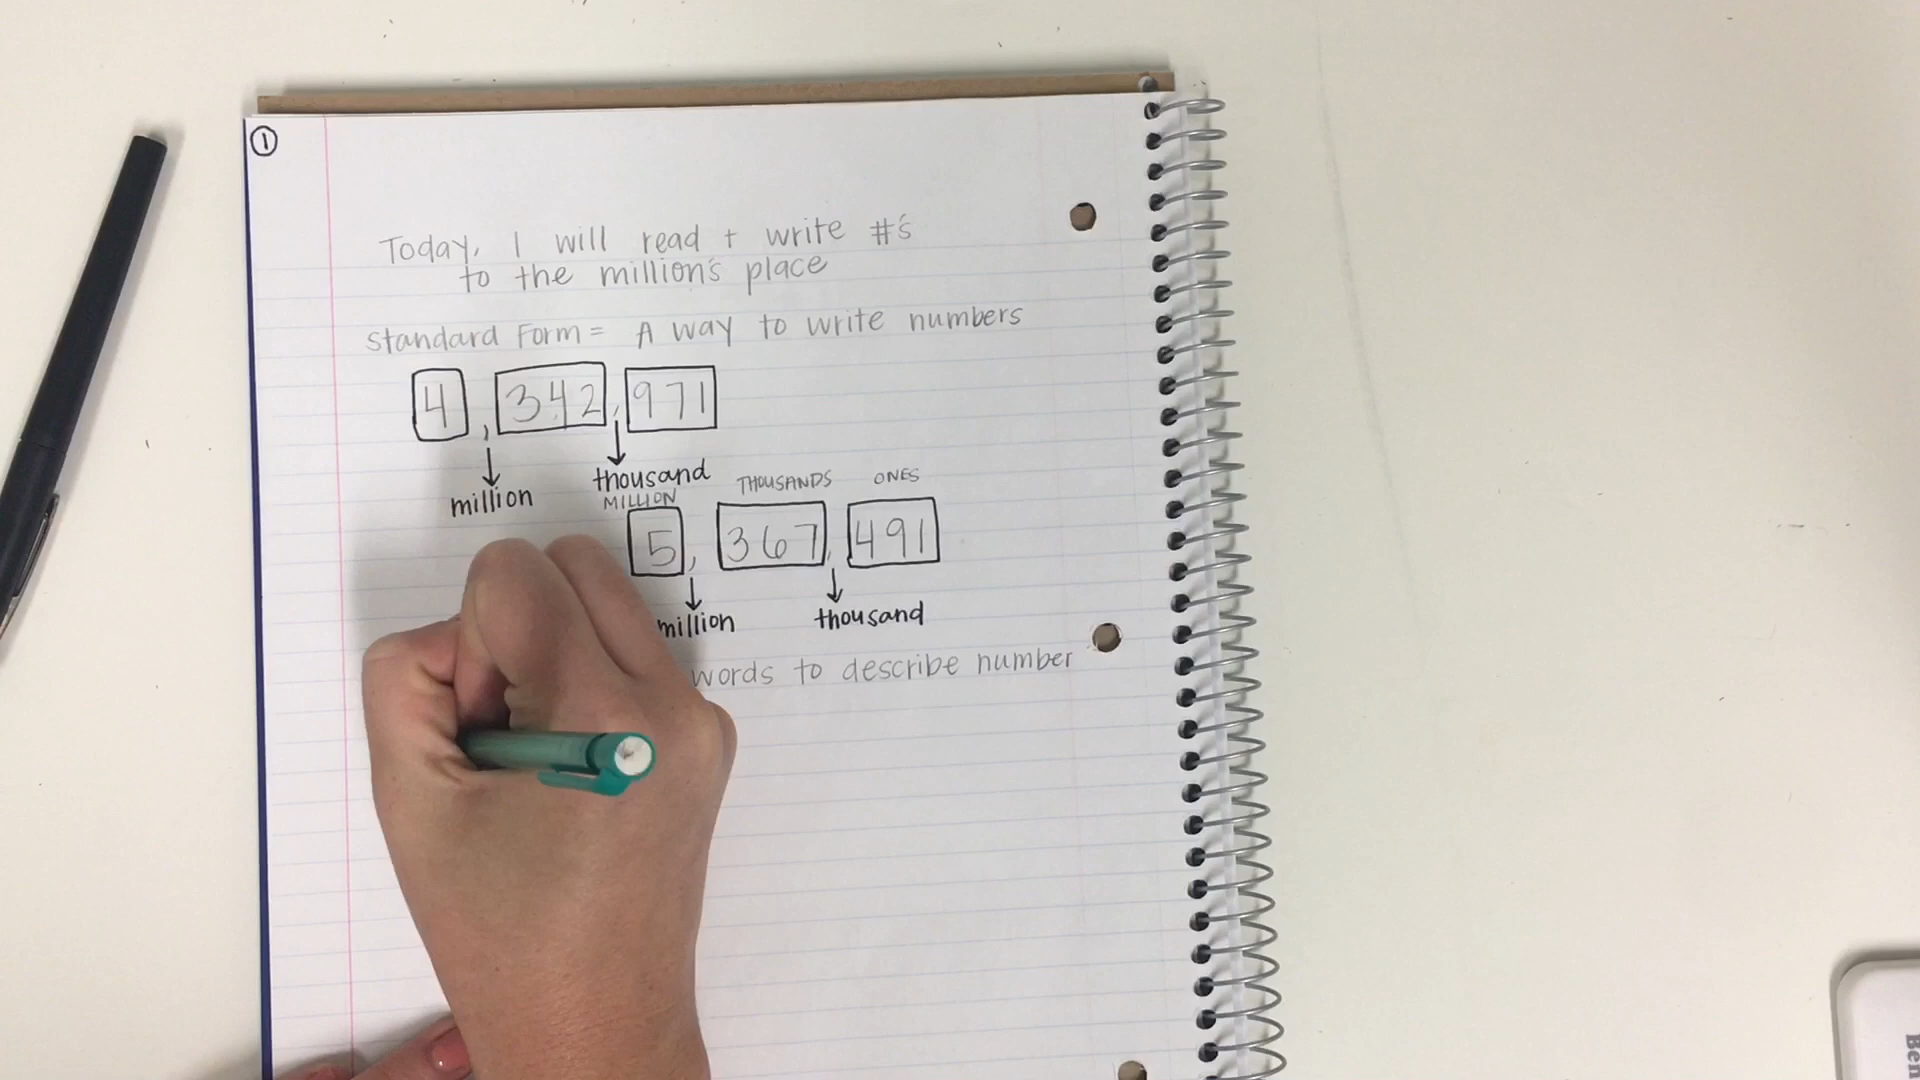 1
Today, I will read + write #'s
to the million's place
Standard Form = A way to write numbers
4, 342, 971
million thousand
MILLION THOUSANDS ONES
5, 367, 491
million thousand
words to describe number
Ben